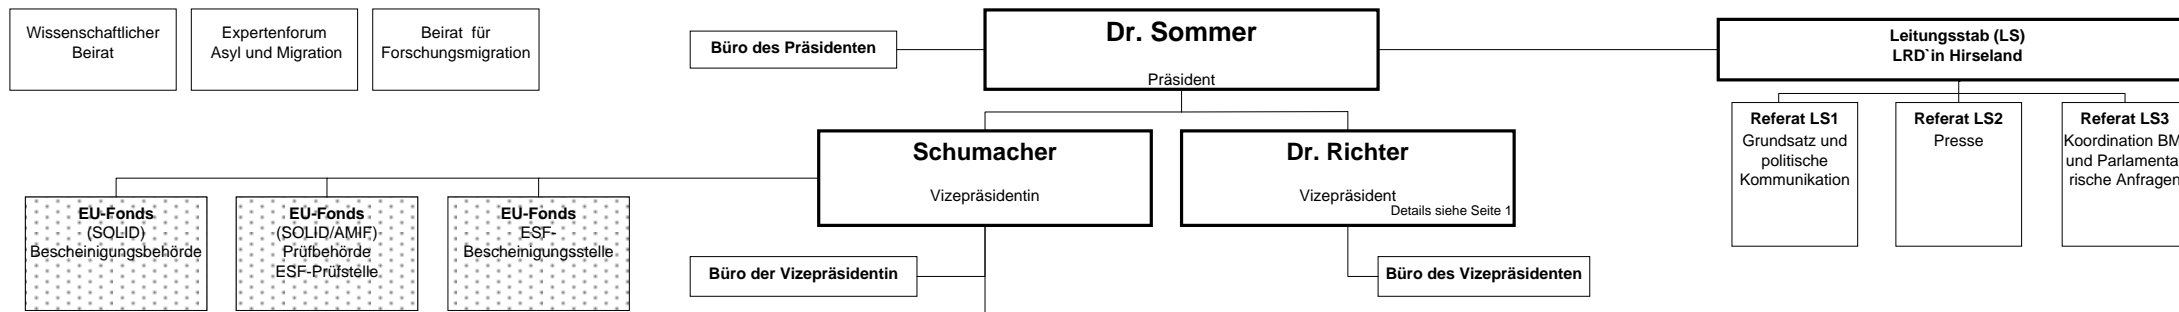 Wissenschaftlicher
Beirat
Expertenforum
Asyl und Migration
Beirat für
Forschungsmigration
Büro des Präsidenten
Dr. Sommer
Präsident
Leitungsstab (LS)
LRD`in Hirseland
Referat LS1
Grundsatz und
politische
Kommunikation
Referat LS2
Presse
Referat LS3
Koordination BM
und Parlamenta-
rische Anfragen
Schumacher
Vizepräsidentin
Dr. Richter
Vizepräsident
Details siehe Seite 1
EU-Fonds
(SOLID)
Bescheinigungsbehörde
EU-Fonds
(SOLID/AMIF)
Prüfbehörde
ESF-Prüfstelle
EU-Fonds
ESF-
Bescheinigungsstelle
Büro der Vizepräsidentin
Büro des Vizepräsidenten